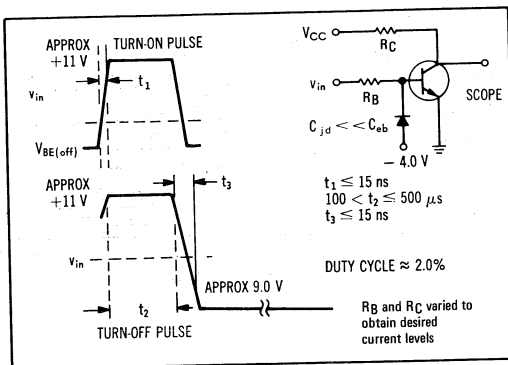 APPROX
+11 V
TURN-ON PULSE
t1
Vin
VBE(off)
APPROX
+11 V
t3
Vin
APPROX 9.0 V
t2
TURN-OFF PULSE
VCC
RC
Vin
RB
SCOPE
Cjd << Ceb
− 4.0 V
t1 ≤ 15 ns
100 < t2 ≤ 500 μs
t3 ≤ 15 ns
DUTY CYCLE ≈ 2.0%
RB and RC varied to
obtain desired
current levels